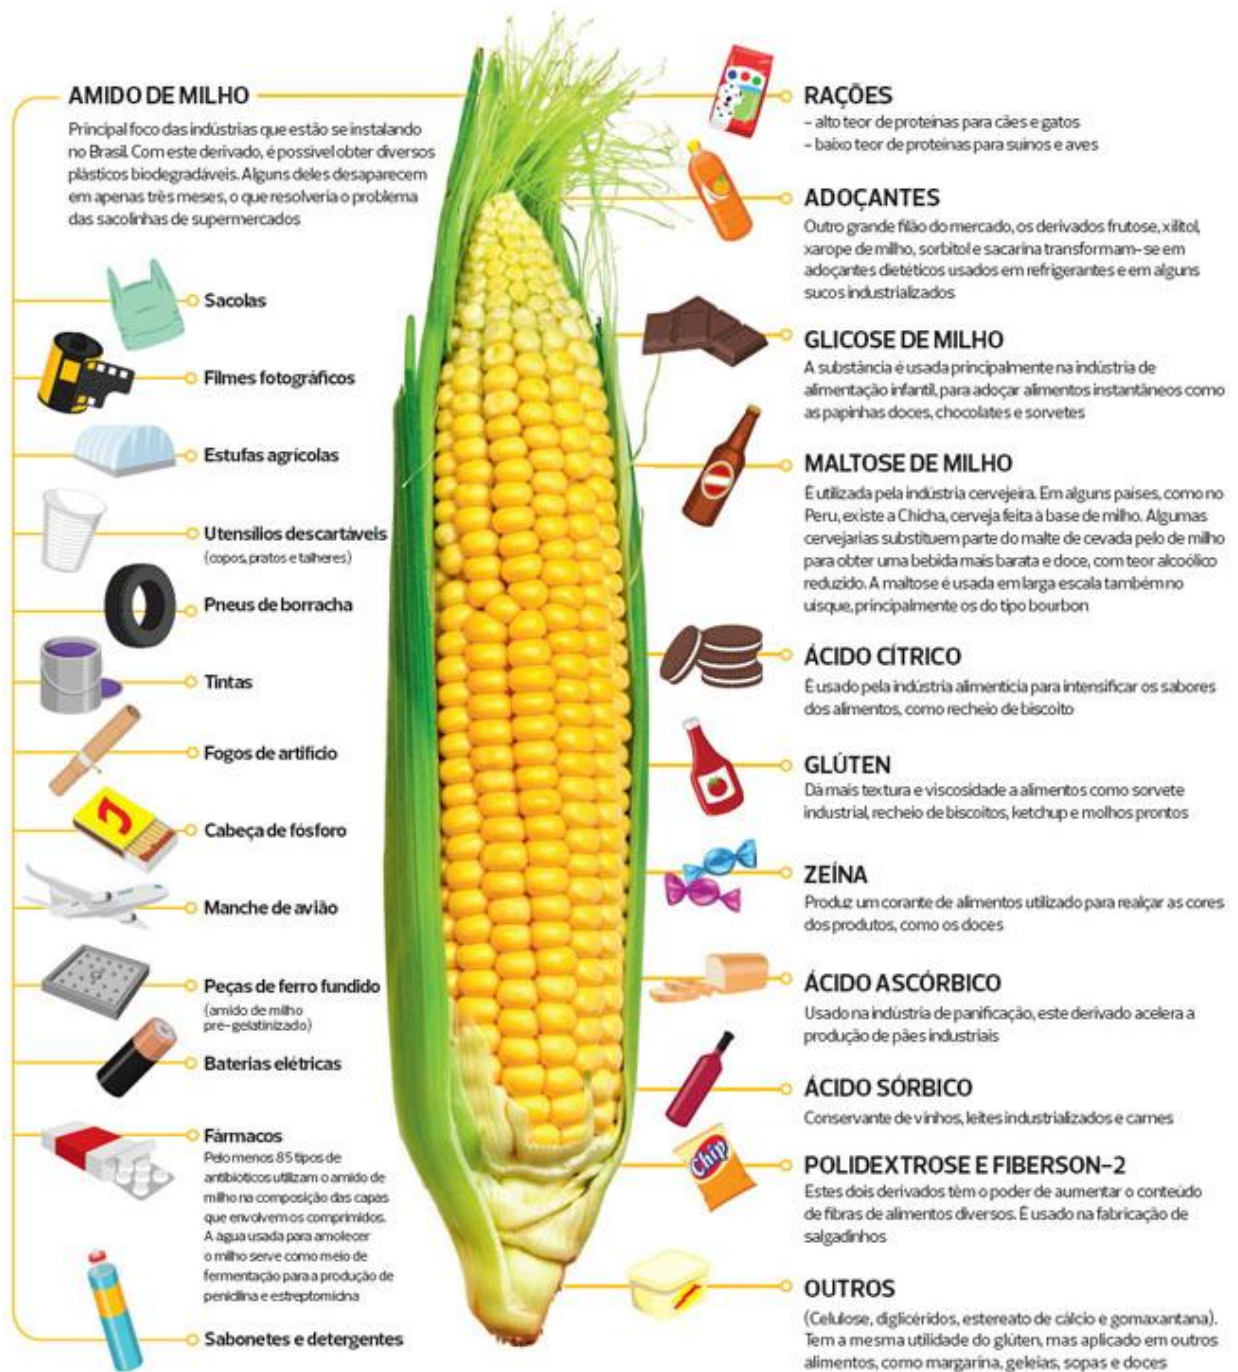 AMIDO DE MILHO
Principal foco das indústrias que estão se instalando
no Brasil. Com este derivado, é possível obter diversos
plásticos biodegradáveis. Alguns deles desaparecem
em apenas três meses, o que resolveria o problema
das sacolinhas de supermercados
Sacolas
Filmes fotográficos
Estufas agrícolas
Utensílios descartáveis
(copos, pratos e talheres)
Pneus de borracha
Tintas
Fogos de artifício
Cabeça de fósforo
Manche de avião
Peças de ferro fundido
(amido de milho
pre-gelatinizado)
Baterias elétricas
Fármacos
Pelo menos 85 tipos de
antibióticos utilizam o amido de
milho na composição das capas
que envolvem os comprimidos.
A água usada para amolecer
o milho serve como meio de
fermentação para a produção de
penicilina e estreptomicina
Sabonetes e detergentes
RAÇÕES
- alto teor de proteínas para cães e gatos
- baixo teor de proteínas para suínos e aves
ADOÇANTES
Outro grande filão do mercado, os derivados frutose, xilitol,
xarope de milho, sorbitol e sacarina transformam-se em
adoçantes dietéticos usados em refrigerantes e em alguns
sucos industrializados
GLICOSE DE MILHO
A substância é usada principalmente na indústria de
alimentação infantil, para adoçar alimentos instantâneos como
as papinhas doces, chocolates e sorvetes
MALTOSE DE MILHO
É utilizada pela indústria cervejeira. Em alguns países, como no
Peru, existe a Chicha, cerveja feita à base de milho. Algumas
cervejarias substituem parte do malte de cevada pelo de milho
para obter uma bebida mais barata e doce, com teor alcoólico
reduzido. A maltose é usada em larga escala também no
uísque, principalmente os do tipo bourbon
ÁCIDO CÍTRICO
É usado pela indústria alimentícia para intensificar os sabores
dos alimentos, como recheio de biscoito
GLÚTEN
Dá mais textura e viscosidade a alimentos como sorvete
industrial, recheio de biscoitos, ketchup e molhos prontos
ZEÍNA
Produz um corante de alimentos utilizado para realçar as cores
dos produtos, como os doces
ÁCIDO ASCÓRBICO
Usado na indústria de panificação, este derivado acelera a
produção de pães industriais
ÁCIDO SÓRBICO
Conservante de vinhos, leites industrializados e carnes
Chip
POLIDEXTROSE E FIBERSON-2
Estes dois derivados têm o poder de aumentar o conteúdo
de fibras de alimentos diversos. É usado na fabricação de
salgadinhos
OUTROS
(Celulose, diglicéridos, estereato de cálcio e gomaxantana).
Tem a mesma utilidade do glúten, mas aplicado em outros
alimentos, como margarina, geleias, sopas e doces